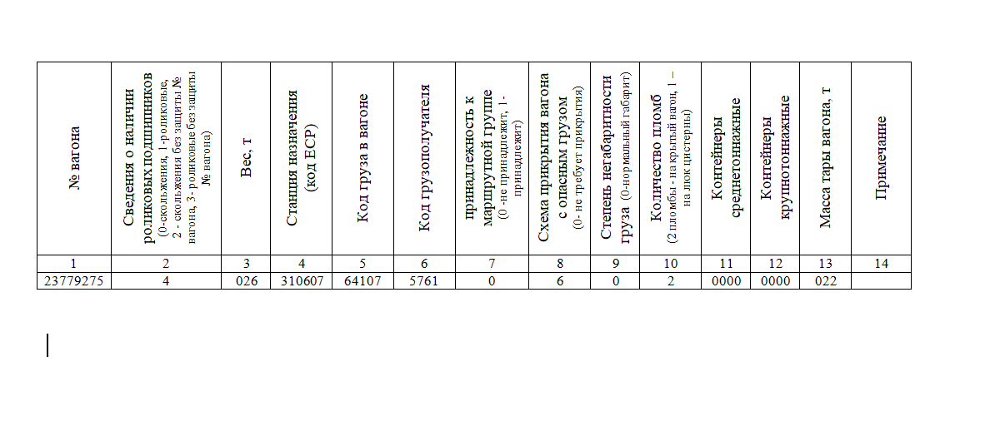 № вагона
Сведения о наличии
роликовых подшипников
(0-скольжения, 1-роликовые,
2 - скольжения без защиты №
вагона, 3- роликовые без защиты
№ вагона)
Вес, т
Станция назначения
(код ЕСР)
Код груза в вагоне
Код грузополучателя
принадлежность к
маршрутной группе
(0 -не принадлежит, 1-
принадлежит)
Схема прикрытия вагона
с опасным грузом
(0- не требует прикрытия)
Степень негабаритности
груза (0-нормальный габарит)
Количество пломб
(2 пломбы - на крытый вагон, 1 –
на люк цистерны)
Контейнеры
среднетоннажные
Контейнеры
крупнотоннажные
Масса тары вагона, т
Примечание
1 2 3 4 5 6 7 8 9 10 11 12 13 14
23779275 4 026 310607 64107 5761 0 6 0 2 0000 0000 022